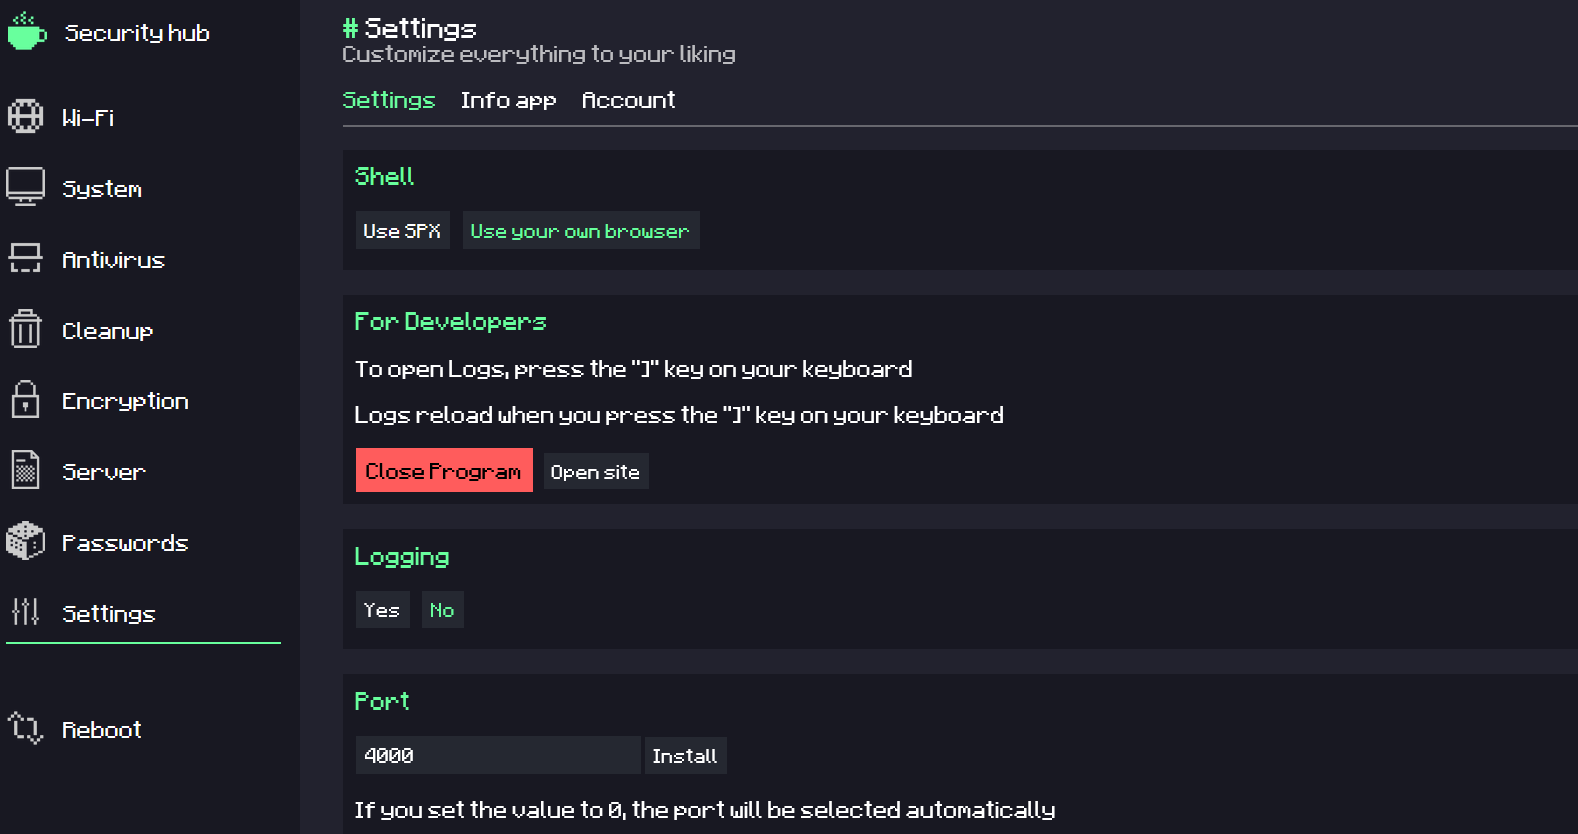 Security hub
Wi-Fi
System
Antivirus
Cleanup
Encryption
Server
Passwords
Settings
Reboot
# Settings
Customize everything to your liking
Settings Info app Account
Shell
Use SPX Use your own browser
For Developers
To open Logs, press the "]" key on your keyboard
Logs reload when you press the "]" key on your keyboard
Close Program Open site
Logging
Yes No
Port
4000 Install
If you set the value to 0, the port will be selected automatically